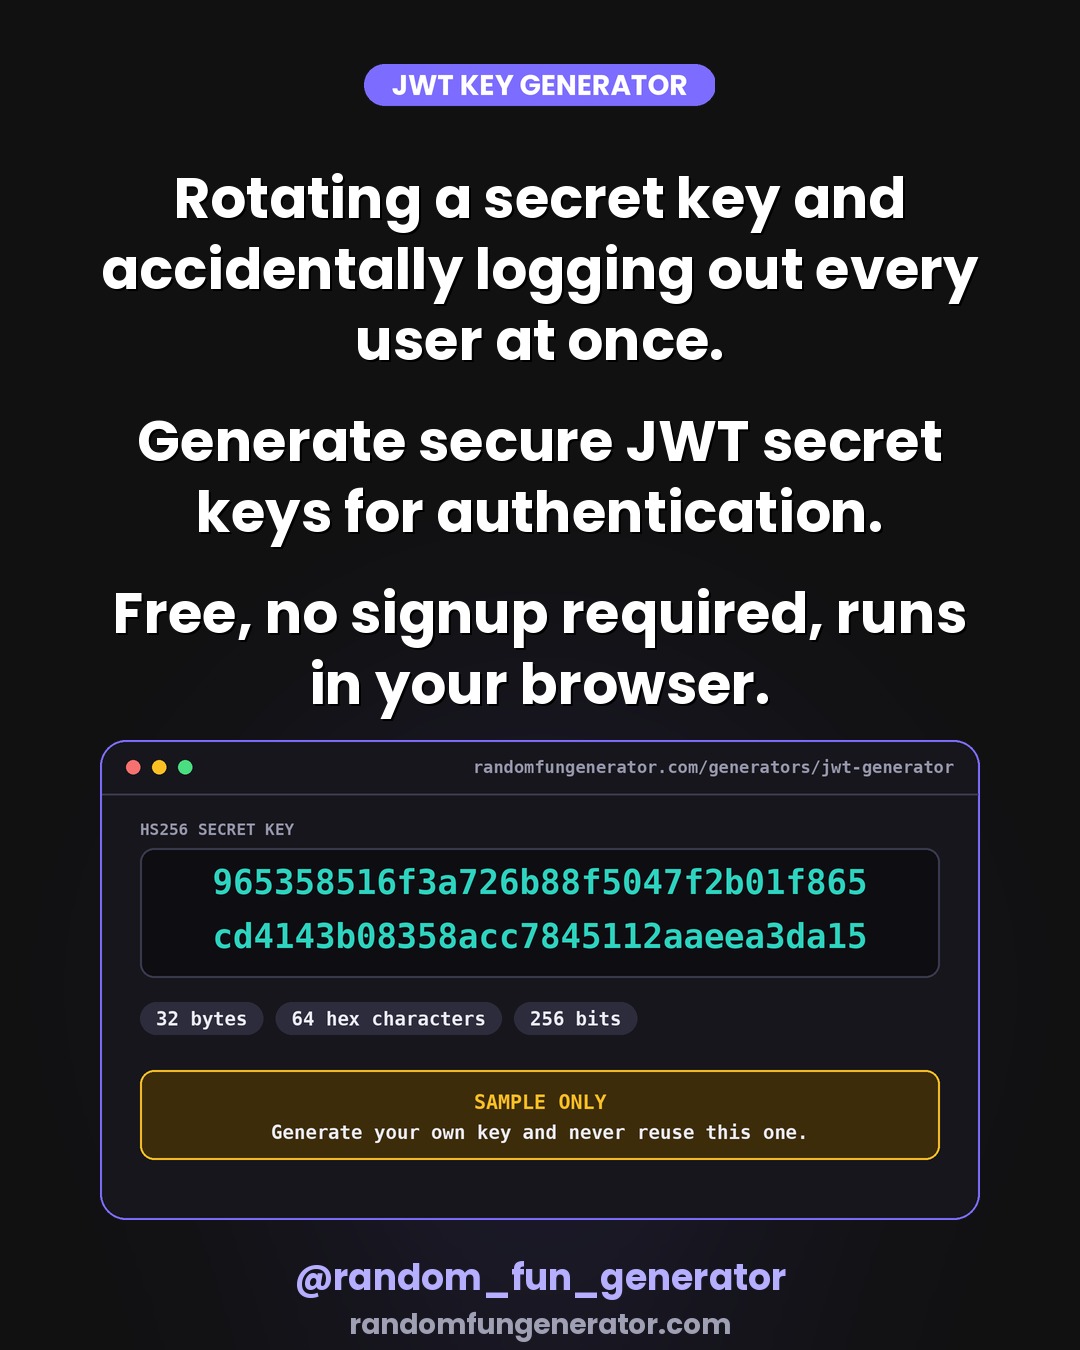 JWT KEY GENERATOR
Rotating a secret key and
accidentally logging out every
user at once.
Generate secure JWT secret
keys for authentication.
Free, no signup required, runs
in your browser.
randomfungenerator.com/generators/jwt-generator
HS256 SECRET KEY
965358516f3a726b88f5047f2b01f865
cd4143b08358acc7845112aaeea3da15
32 bytes
64 hex characters
256 bits
SAMPLE ONLY
Generate your own key and never reuse this one.
@random_fun_generator
randomfungenerator.com